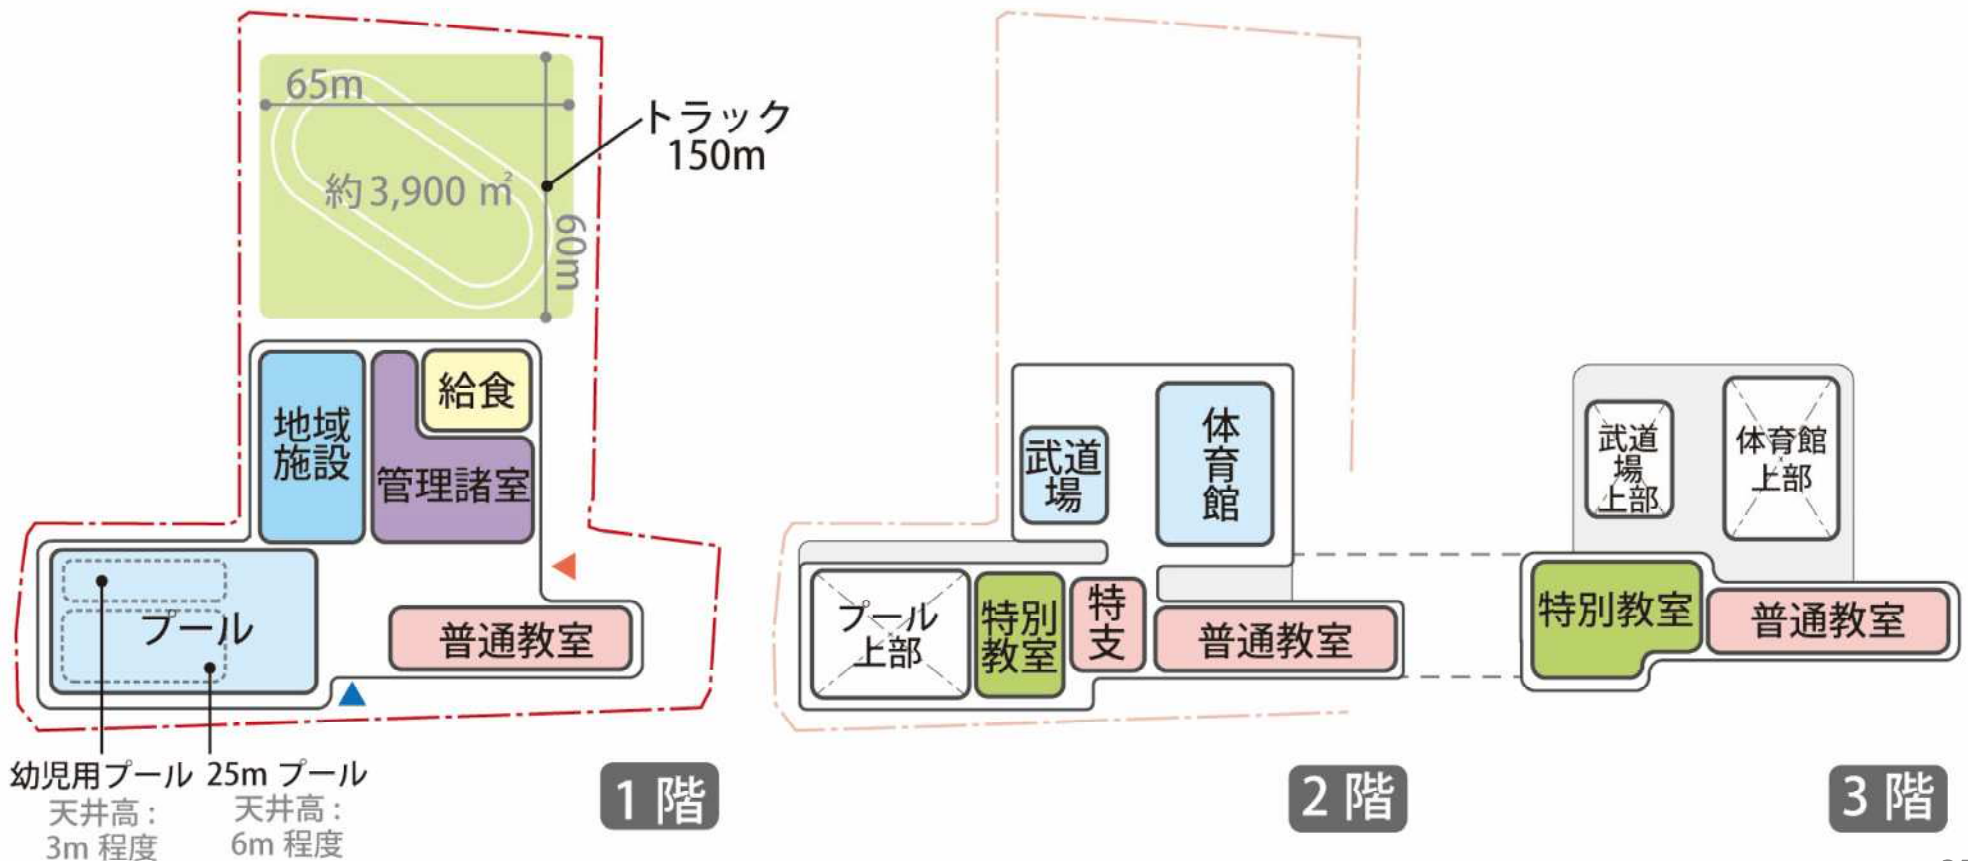 65m
トラック
150m
約3,900 ㎡
60m
地域
施設
給食
管理諸室
プール
普通教室
幼児用プール
天井高：
3m 程度
25m プール
天井高：
6m 程度
1 階
体
育
館
武道
場
プール
上部
特別
教室
特
支
普通教室
2 階
武道
場
上部
体育館
上部
特別教室
普通教室
3 階